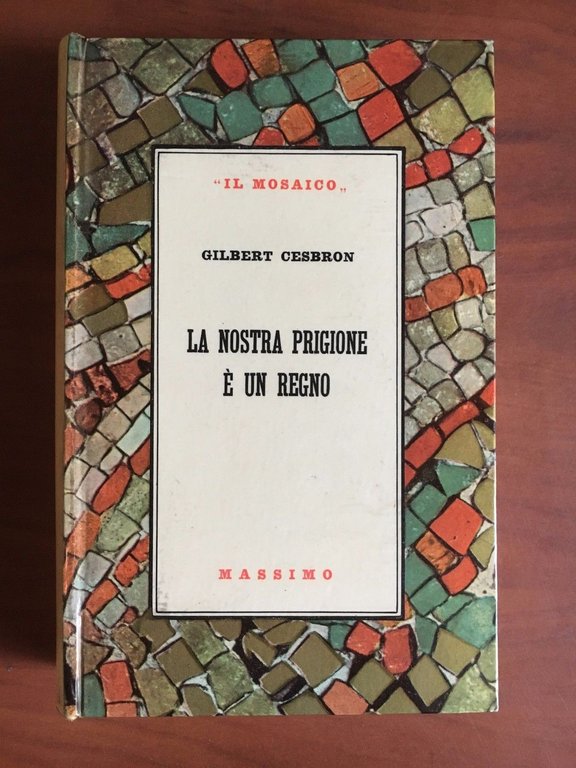 “IL MOSAICO„
GILBERT CESBRON
LA NOSTRA PRIGIONE
È UN REGNO
MASSIMO